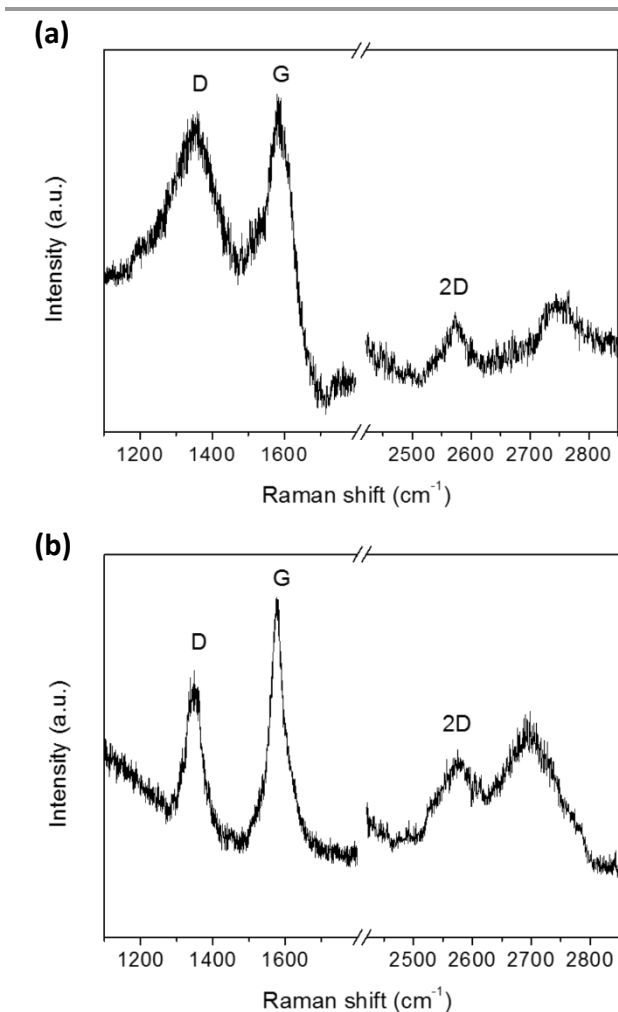 (a)
D
G
2D
Intensity (a.u.)
1200 1400 1600 2500 2600 2700 2800
Raman shift (cm⁻¹)
(b)
G
D
2D
Intensity (a.u.)
1200 1400 1600 2500 2600 2700 2800
Raman shift (cm⁻¹)